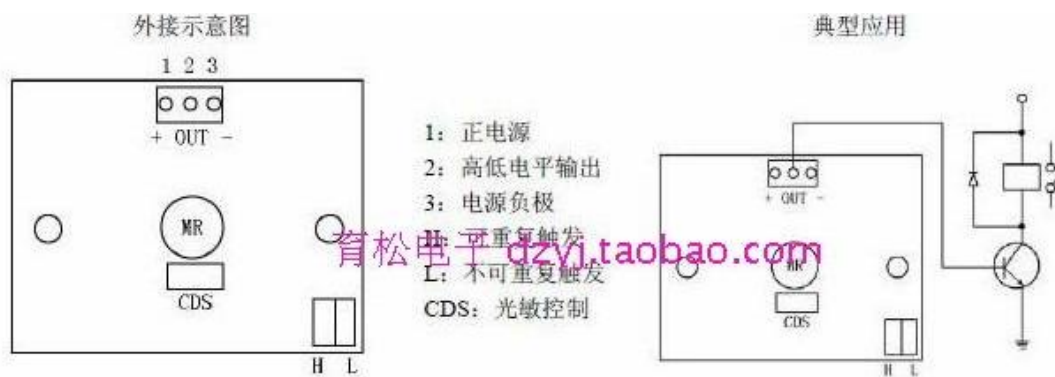 外接示意图
典型应用
1 2 3
+ OUT -
MR
CDS
H L
1: 正电源
2: 高低电平输出
3: 电源负极
H: 可重复触发
L: 不可重复触发
CDS: 光敏控制
育松电子 dzyj.taobao.com
+ OUT -
MR
CDS
H L